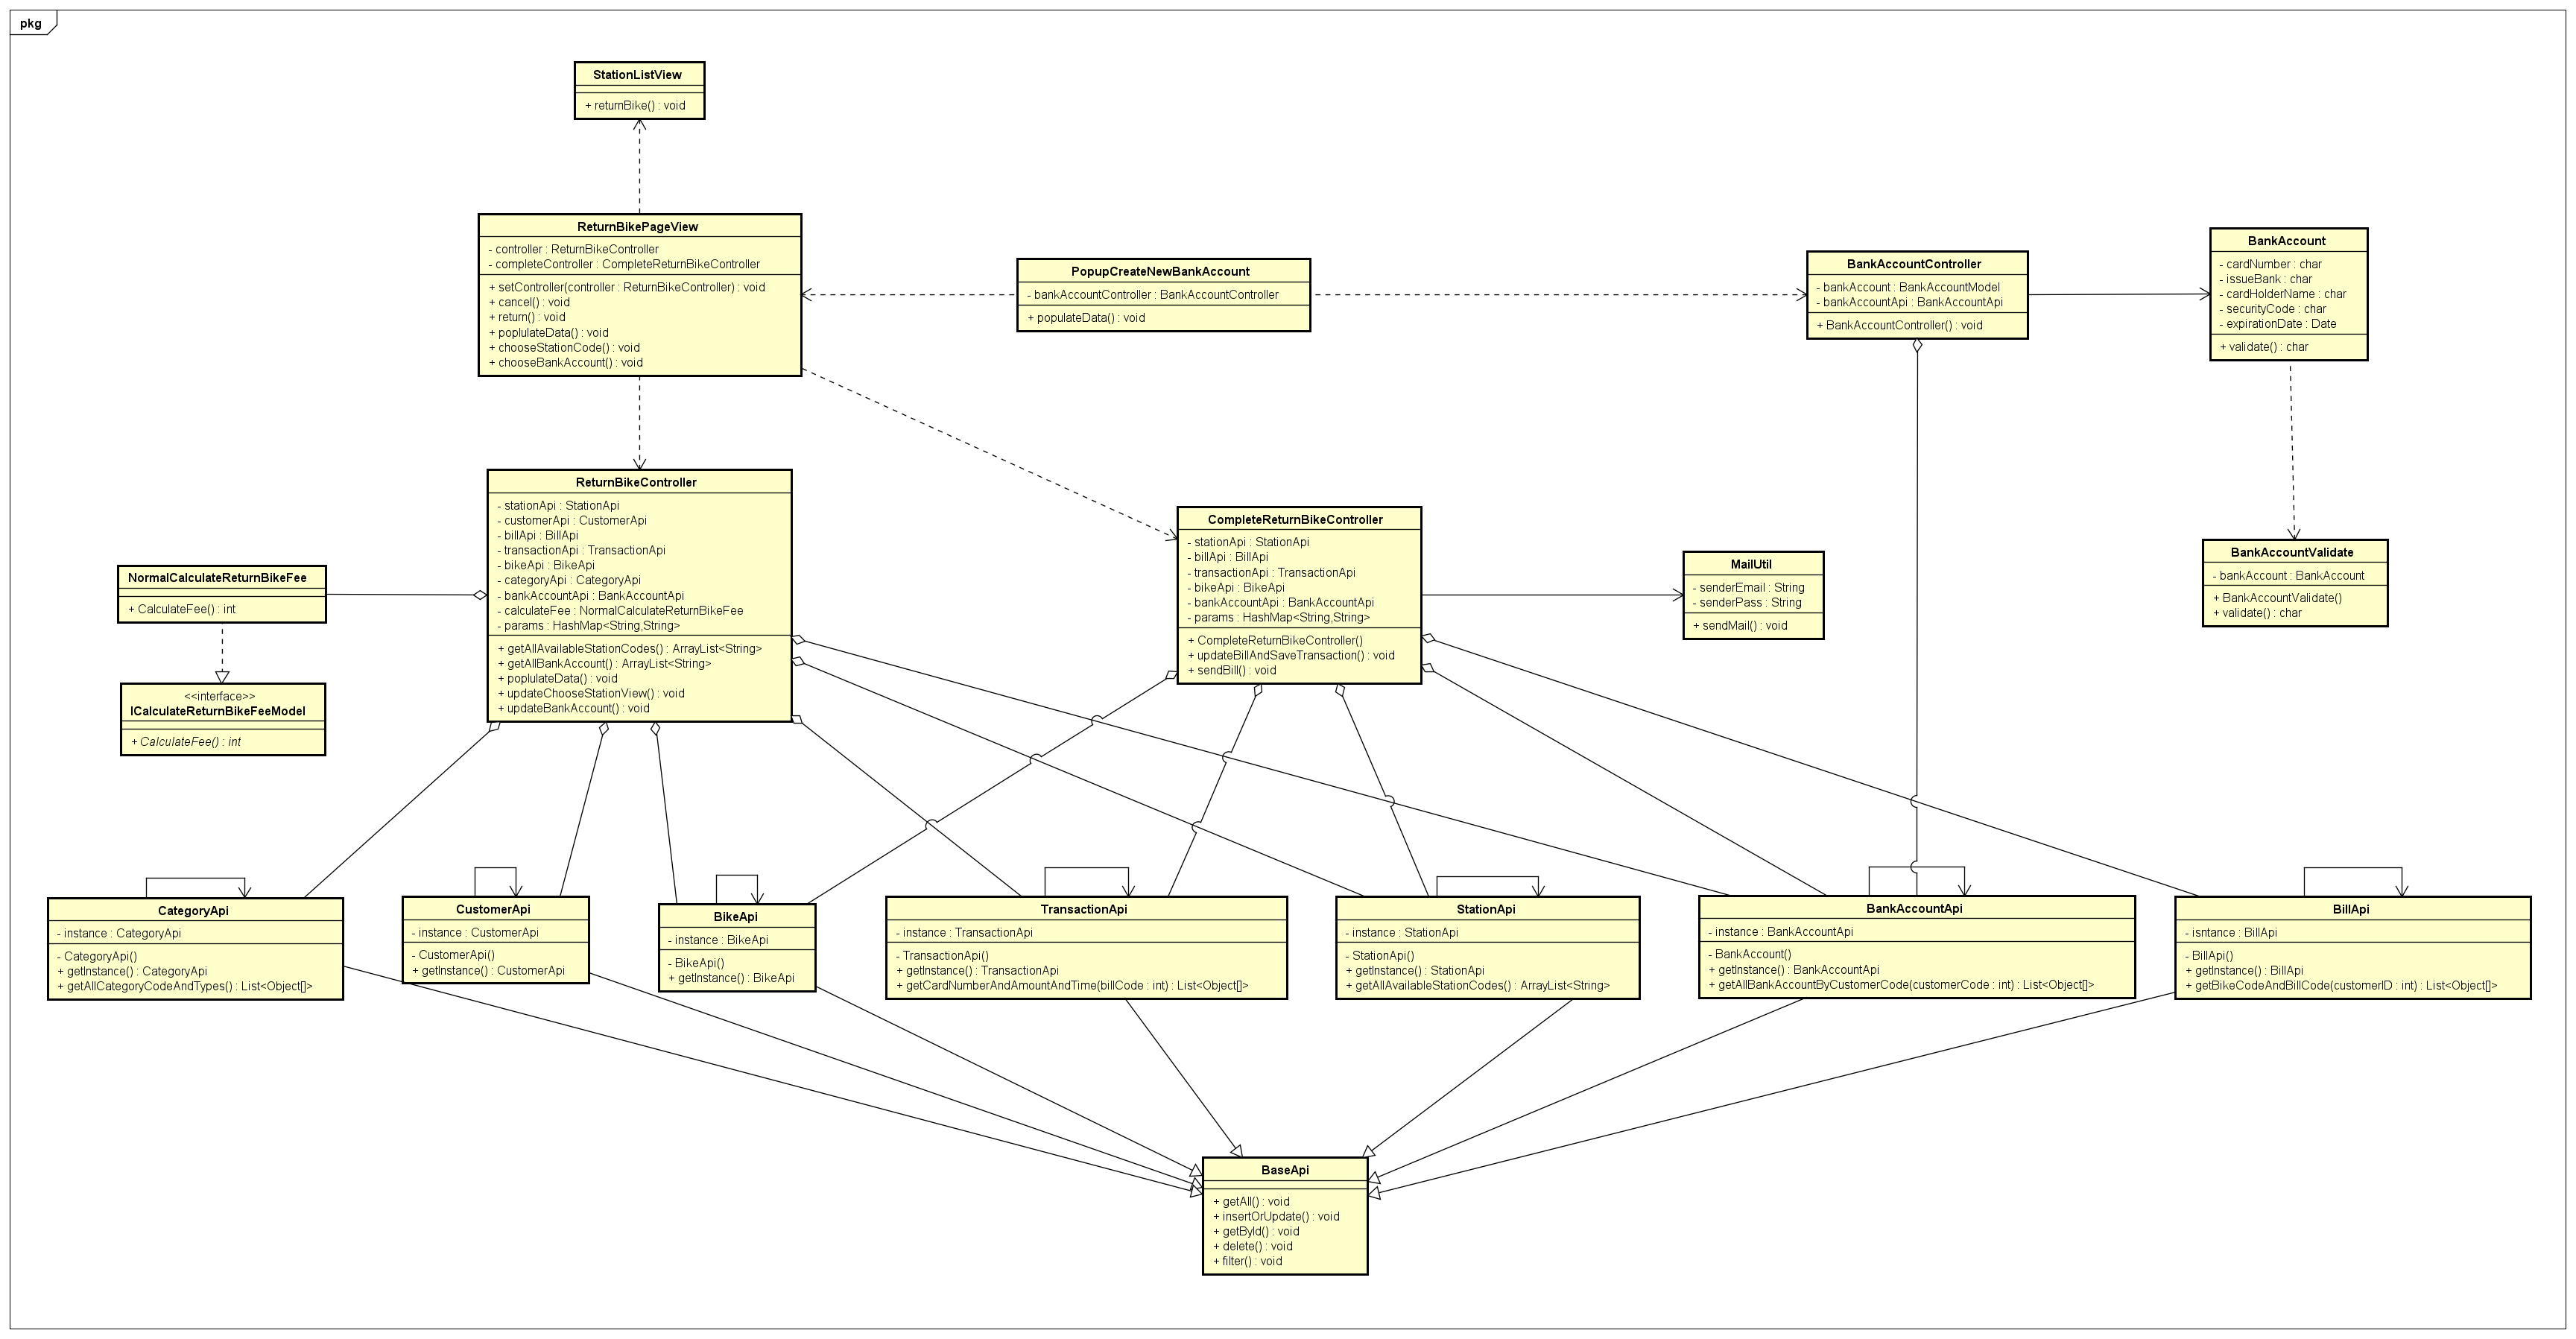 pkg
StationListView
+ returnBike() : void
ReturnBikePageView
- controller : ReturnBikeController
- completeController : CompleteReturnBikeController
+ setController(controller : ReturnBikeController) : void
+ cancel() : void
+ return() : void
+ poplulateData() : void
+ chooseStationCode() : void
+ chooseBankAccount() : void
PopupCreateNewBankAccount
- bankAccountController : BankAccountController
+ populateData() : void
BankAccountController
- bankAccount : BankAccountModel
- bankAccountApi : BankAccountApi
+ BankAccountController() : void
BankAccount
- cardNumber : char
- issueBank : char
- cardHolderName : char
- securityCode : char
- expirationDate : Date
+ validate() : char
ReturnBikeController
- stationApi : StationApi
- customerApi : CustomerApi
- billApi : BillApi
- transactionApi : TransactionApi
- bikeApi : BikeApi
- categoryApi : CategoryApi
- bankAccountApi : BankAccountApi
- calculateFee : NormalCalculateReturnBikeFee
- params : HashMap<String,String>
+ getAllAvailableStationCodes() : ArrayList<String>
+ getAllBankAccount() : ArrayList<String>
+ poplulateData() : void
+ updateChooseStationView() : void
+ updateBankAccount() : void
CompleteReturnBikeController
- stationApi : StationApi
- billApi : BillApi
- transactionApi : TransactionApi
- bikeApi : BikeApi
- bankAccountApi : BankAccountApi
- params : HashMap<String,String>
+ CompleteReturnBikeController()
+ updateBillAndSaveTransaction() : void
+ sendBill() : void
MailUtil
- senderEmail : String
- senderPass : String
+ sendMail() : void
BankAccountValidate
- bankAccount : BankAccount
+ BankAccountValidate()
+ validate() : char
NormalCalculateReturnBikeFee
+ CalculateFee() : int
<<interface>>
ICalculateReturnBikeFeeModel
+ CalculateFee() : int
CategoryApi
- instance : CategoryApi
- CategoryApi()
+ getInstance() : CategoryApi
+ getAllCategoryCodeAndTypes() : List<Object[]>
CustomerApi
- instance : CustomerApi
- CustomerApi()
+ getInstance() : CustomerApi
BikeApi
- instance : BikeApi
- BikeApi()
+ getInstance() : BikeApi
TransactionApi
- instance : TransactionApi
- TransactionApi()
+ getInstance() : TransactionApi
+ getCardNumberAndAmountAndTime(billCode : int) : List<Object[]>
StationApi
- instance : StationApi
- StationApi()
+ getInstance() : StationApi
+ getAllAvailableStationCodes() : ArrayList<String>
BankAccountApi
- instance : BankAccountApi
- BankAccount()
+ getInstance() : BankAccountApi
+ getAllBankAccountByCustomerCode(customerCode : int) : List<Object[]>
BillApi
- isntance : BillApi
- BillApi()
+ getInstance() : BillApi
+ getBikeCodeAndBillCode(customerID : int) : List<Object[]>
BaseApi
+ getAll() : void
+ insertOrUpdate() : void
+ getById() : void
+ delete() : void
+ filter() : void